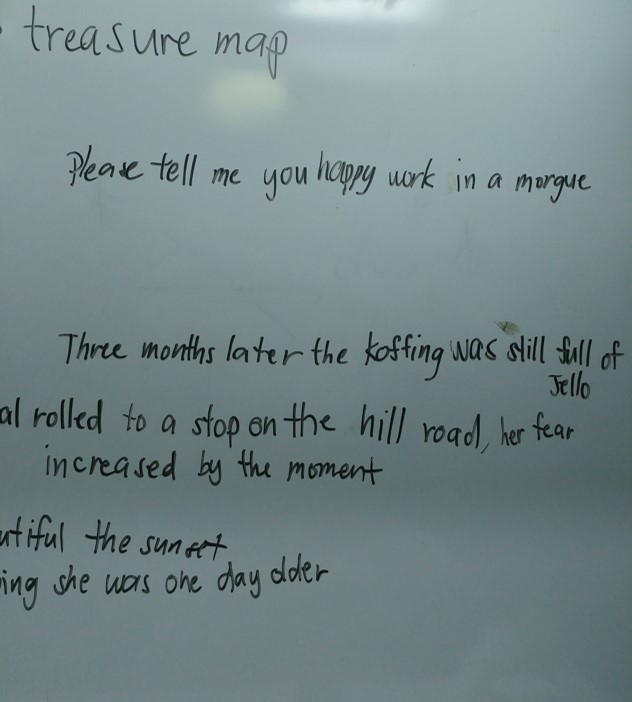 treasure map
Please tell me you happy work in a morgue
Three months later the koffing was still full of
Jello
al rolled to a stop on the hill road, her fear
increased by the moment
utiful the sunset
ing she was one day older